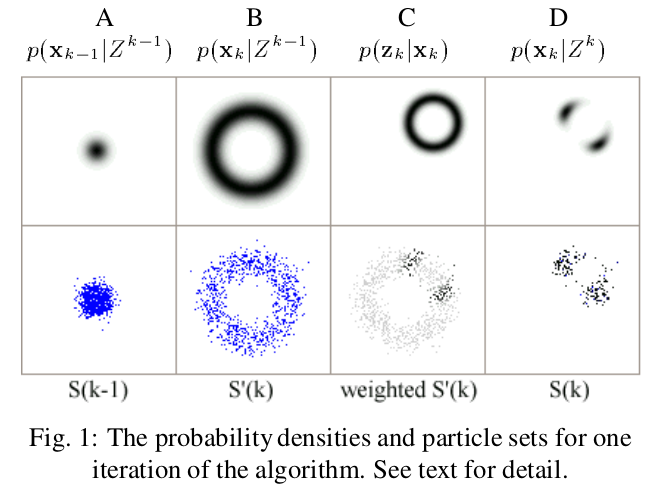 A B C D
p(x_{k−1}|Z^{k−1}) p(x_k|Z^{k−1}) p(z_k|x_k) p(x_k|Z^k)
S(k-1) S'(k) weighted S'(k) S(k)
Fig. 1: The probability densities and particle sets for one
iteration of the algorithm. See text for detail.